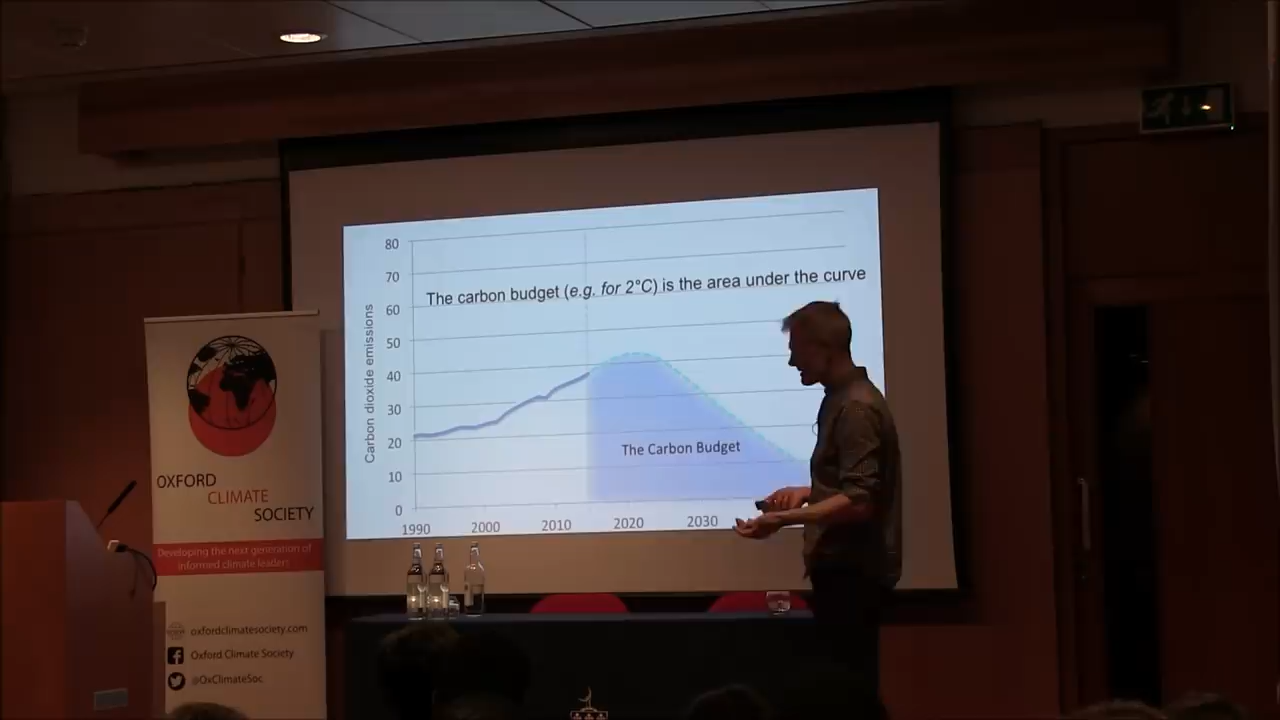 80
70
The carbon budget (e.g. for 2°C) is the area under the curve
60
50
40
30
20
10
0
Carbon dioxide emissions
The Carbon Budget
1990 2000 2010 2020 2030
OXFORD
CLIMATE
SOCIETY
Developing the next generation of
informed climate leaders
www
oxfordclimatesociety.com
Oxford Climate Society
@OxClimateSoc